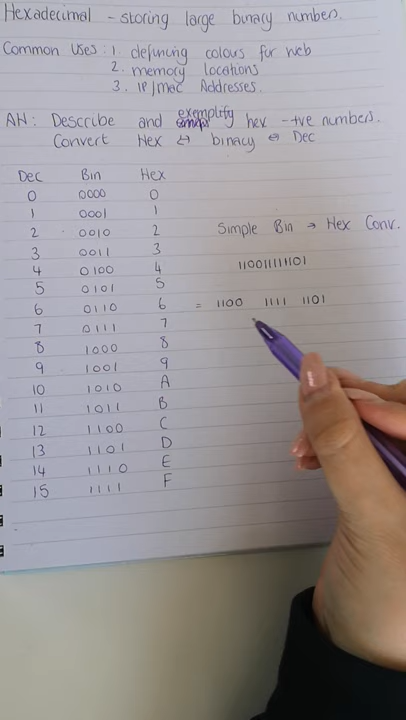 Hexadecimal - storing large binary numbers.
Common Uses: 1. defining colours for web
2. memory locations
3. IP/mac Addresses.
AH: Describe and exemplify hex -+ve numbers.
Convert Hex ↔ binary ↔ Dec
Dec Bin Hex
0 0000 0
1 0001 1
2 0010 2
3 0011 3
4 0100 4
5 0101 5
6 0110 6
7 0111 7
8 1000 8
9 1001 9
10 1010 A
11 1011 B
12 1100 C
13 1101 D
14 1110 E
15 1111 F
Simple Bin → Hex Conv.
110011111101
= 1100 1111 1101